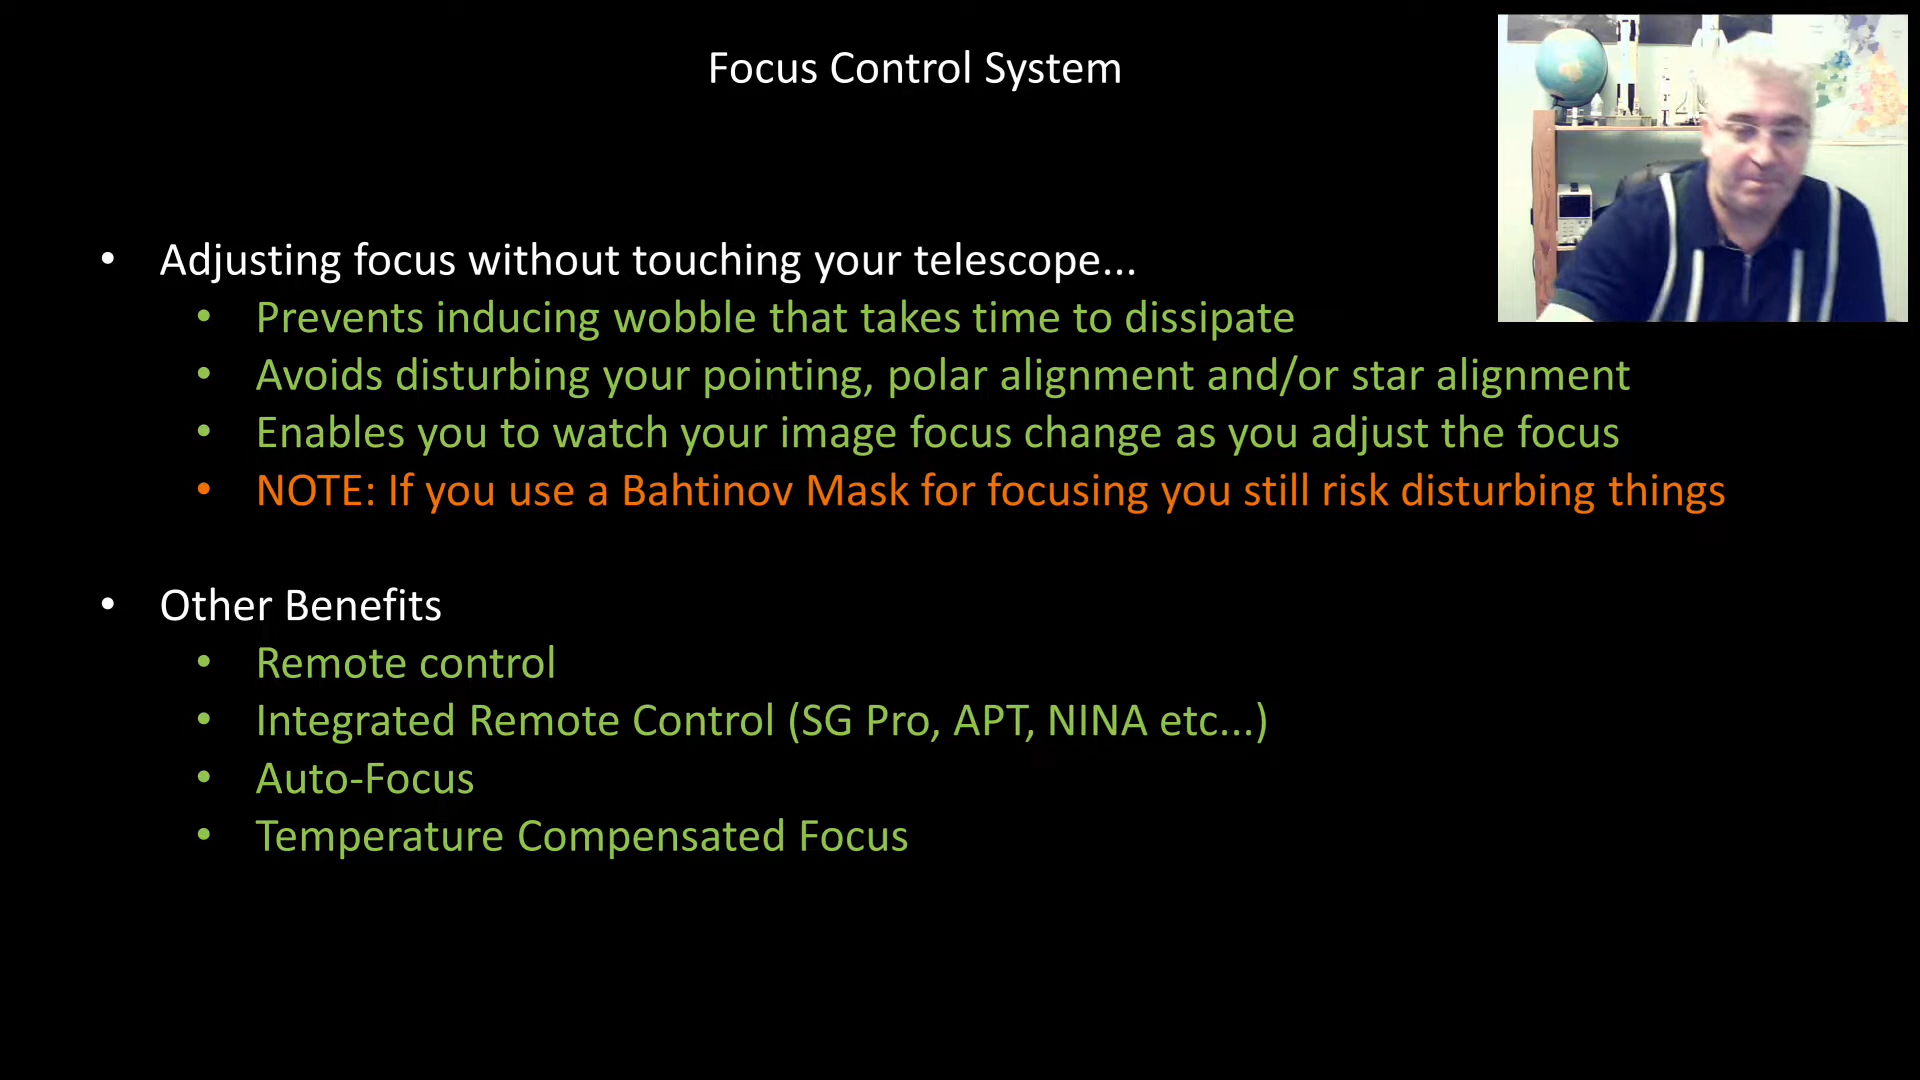 Focus Control System
• Adjusting focus without touching your telescope...
• Prevents inducing wobble that takes time to dissipate
• Avoids disturbing your pointing, polar alignment and/or star alignment
• Enables you to watch your image focus change as you adjust the focus
• NOTE: If you use a Bahtinov Mask for focusing you still risk disturbing things
• Other Benefits
• Remote control
• Integrated Remote Control (SG Pro, APT, NINA etc...)
• Auto-Focus
• Temperature Compensated Focus